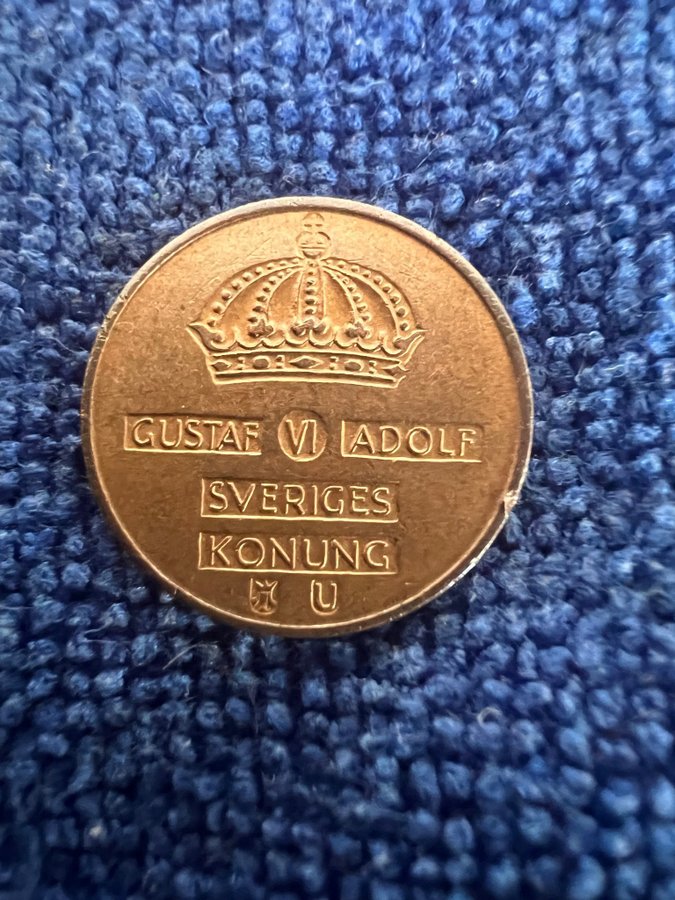 GUSTAF VI ADOLF
SVERIGES
KONUNG
U